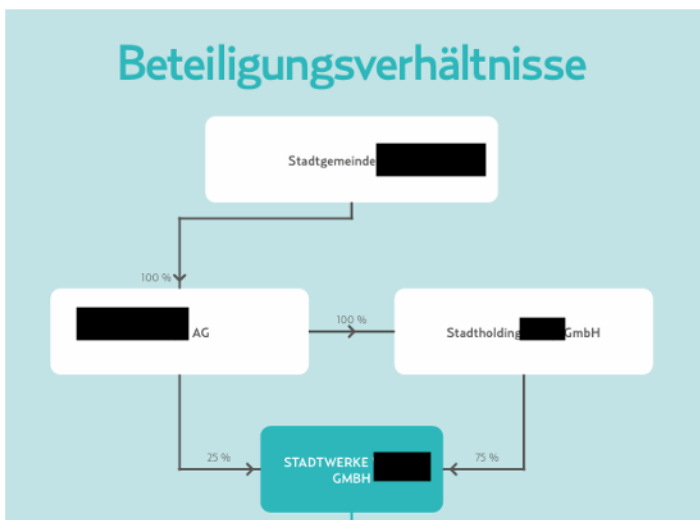 Beteiligungsverhältnisse
Stadtgemeinde
100 %
AG
100 %
Stadtholding GmbH
25 %
STADTWERKE
GMBH
75 %